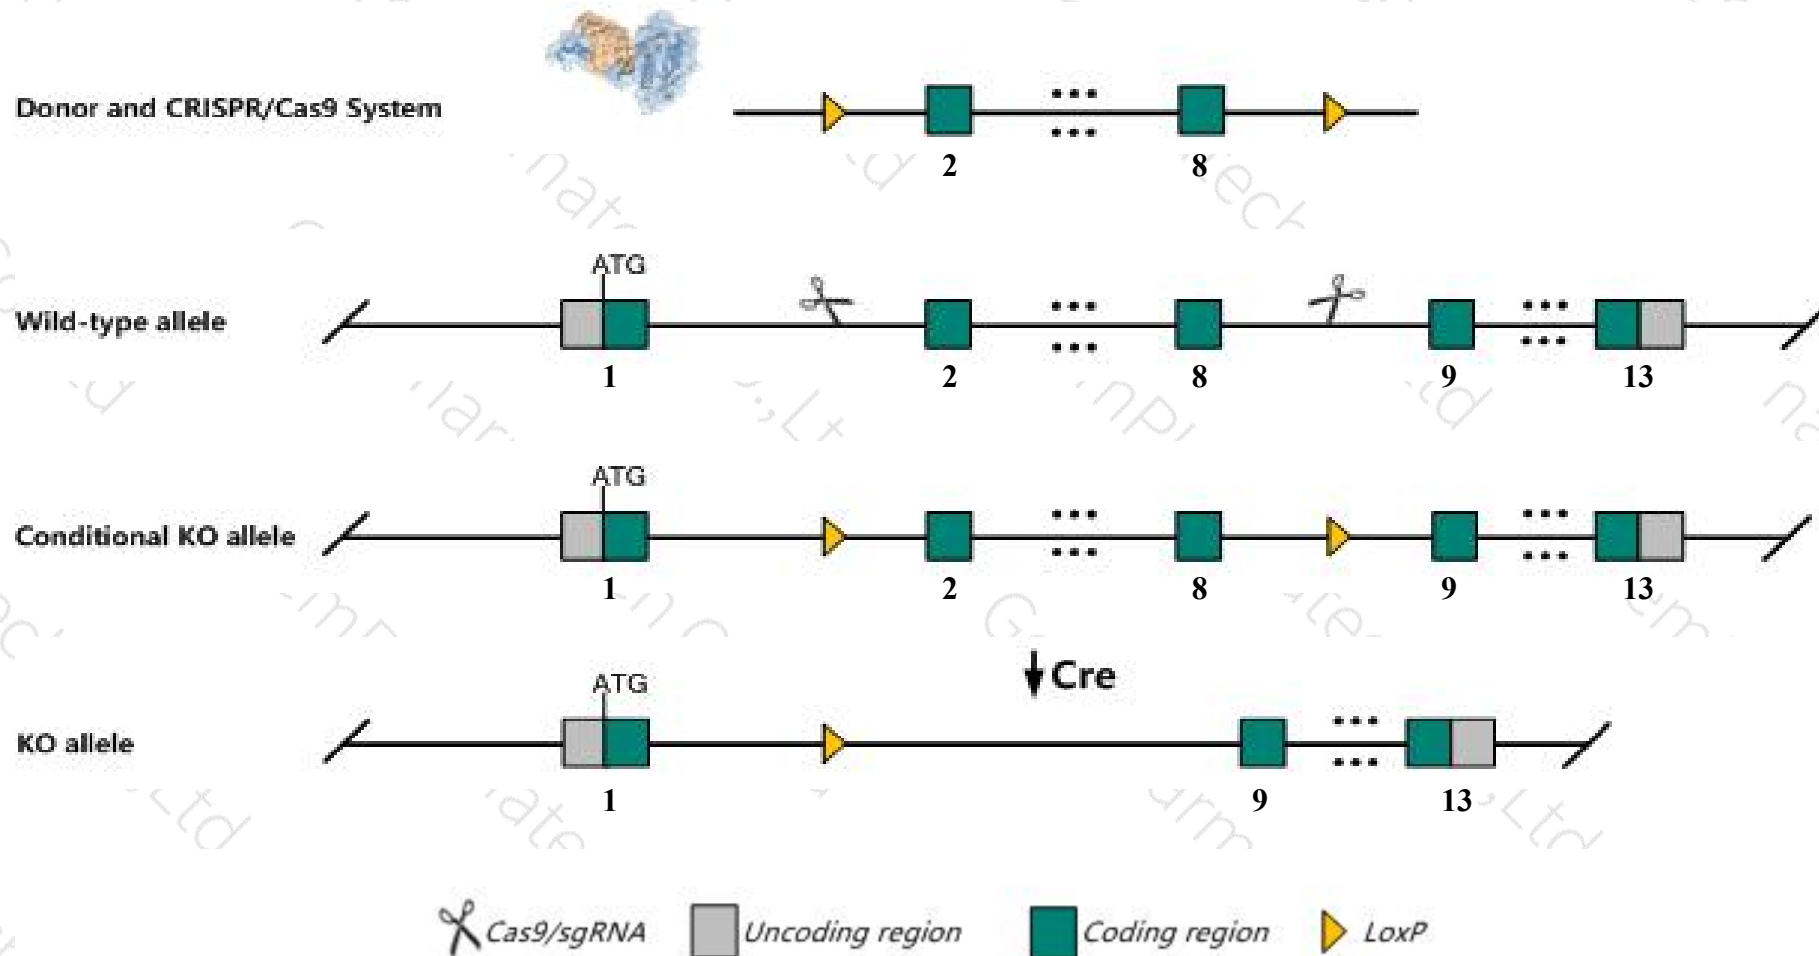 Donor and CRISPR/Cas9 System
2 8
ATG
Wild-type allele
1 2 8 9 13
ATG
Conditional KO allele
1 2 8 9 13
Cre
ATG
KO allele
1 9 13
Cas9/sgRNA Uncoding region Coding region LoxP